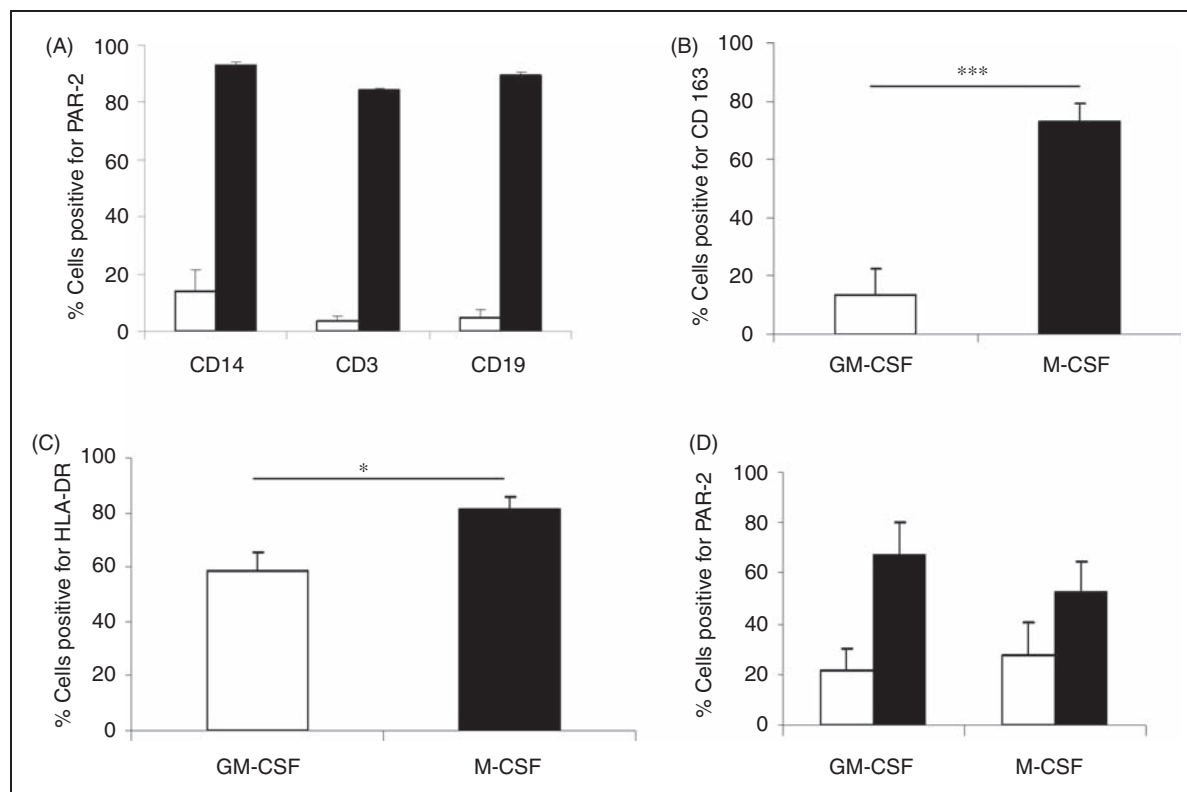 (A)
% Cells positive for PAR-2
100
80
60
40
20
0
CD14 CD3 CD19
(B)
% Cells positive for CD 163
100
80
60
40
20
0
***
GM-CSF M-CSF
(C)
% Cells positive for HLA-DR
100
80
60
40
20
0
*
GM-CSF M-CSF
(D)
% Cells positive for PAR-2
100
80
60
40
20
0
GM-CSF M-CSF